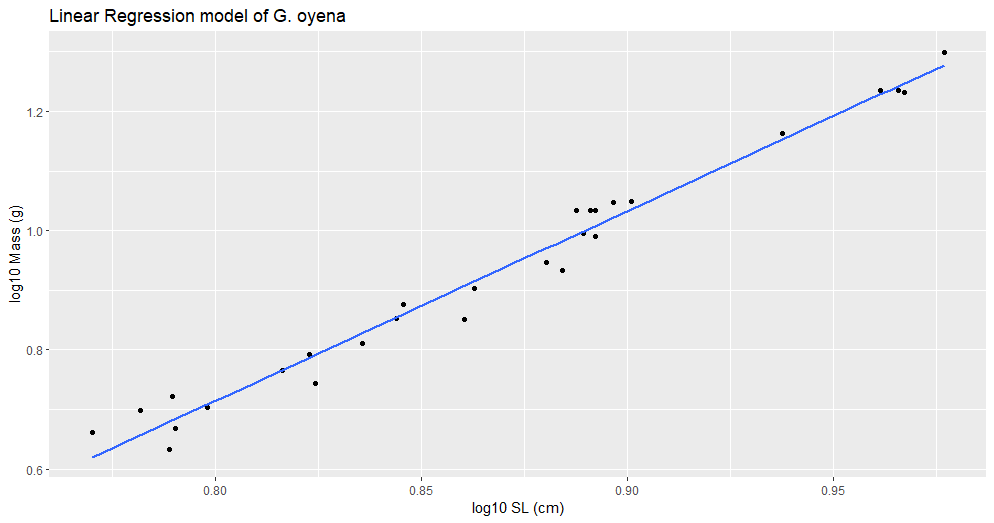 Linear Regression model of G. oyena
log10 Mass (g)
1.2
1.0
0.8
0.6
0.80 0.85 0.90 0.95
log10 SL (cm)